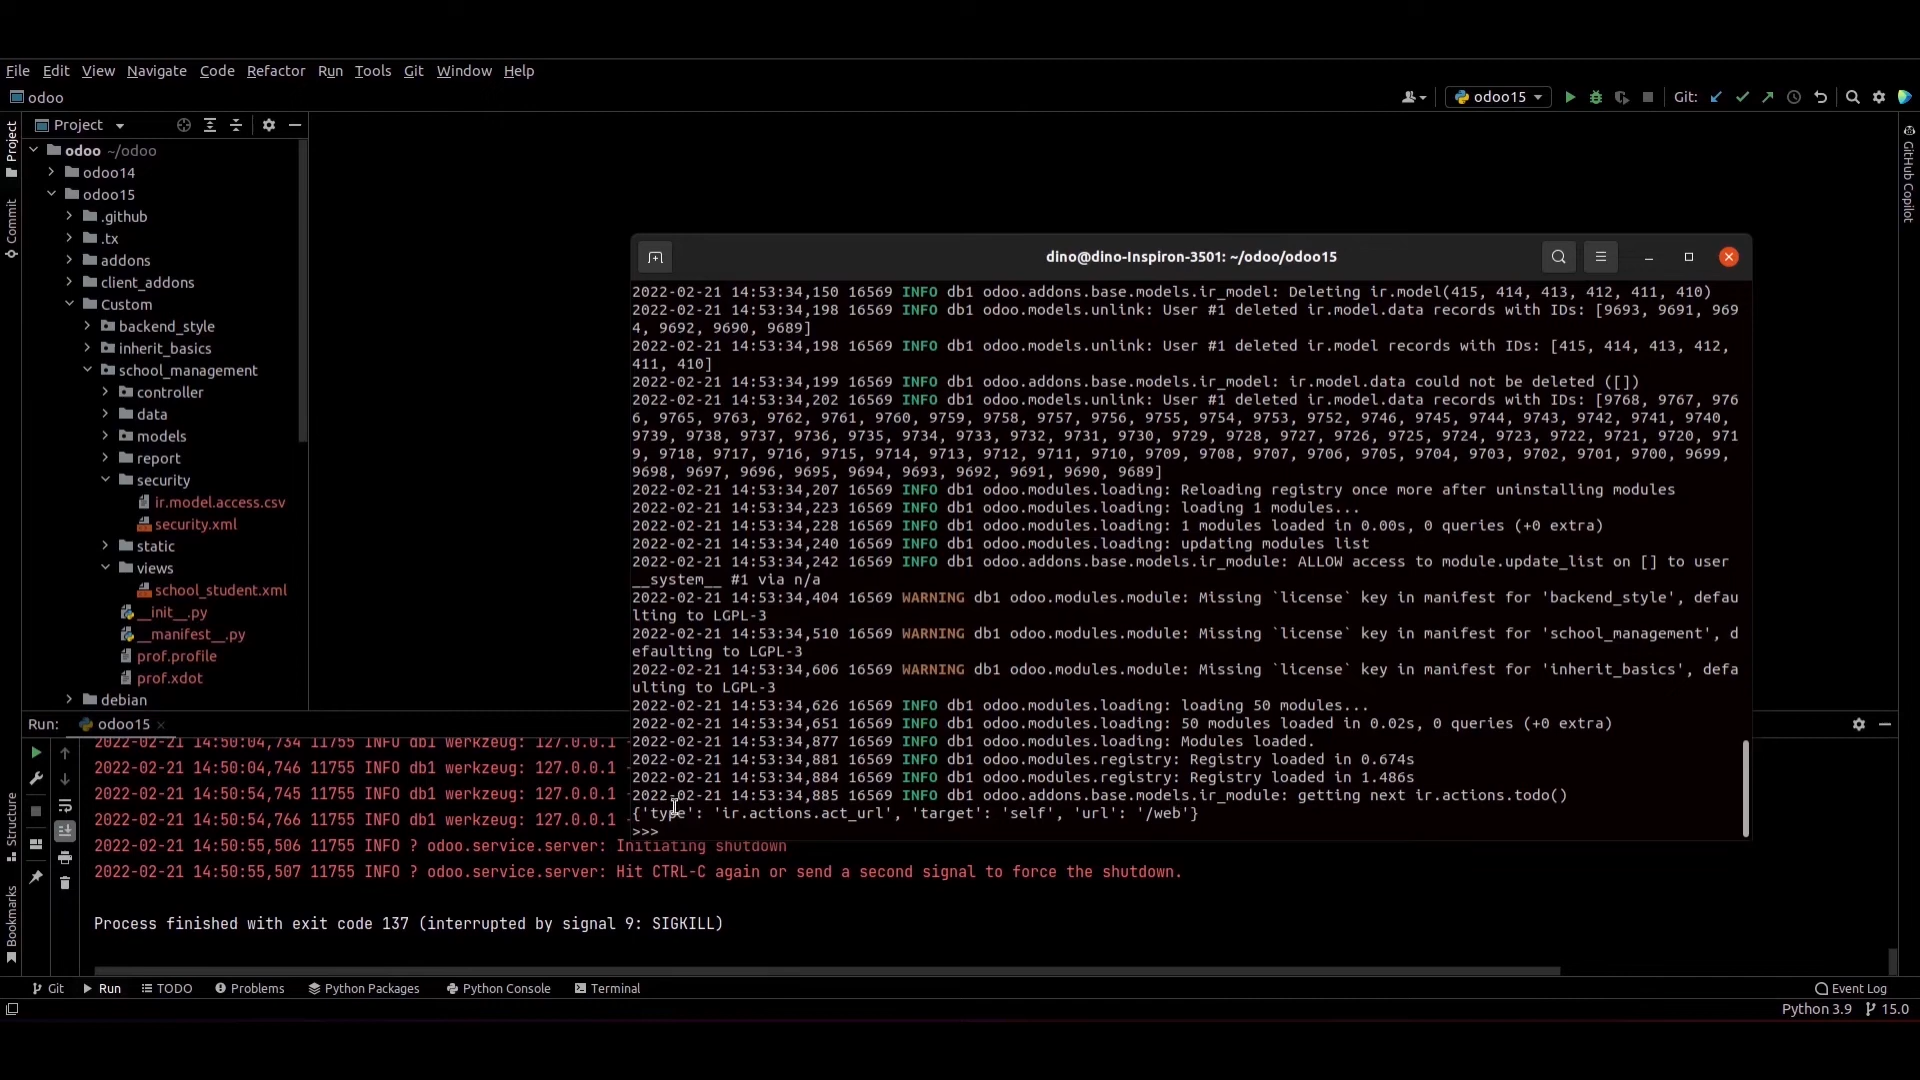 File Edit View Navigate Code Refactor Run Tools Git Window Help
odoo
odoo15
Git:
Project
Project
odoo ~/odoo
odoo14
odoo15
.github
.tx
addons
client_addons
Custom
backend_style
inherit_basics
school_management
controller
data
models
report
security
ir.model.access.csv
security.xml
static
views
school_student.xml
__init__.py
__manifest__.py
prof.profile
prof.xdot
debian
Commit
Structure
Bookmarks
GitHub Copilot
dino@dino-Inspiron-3501: ~/odoo/odoo15
2022-02-21 14:53:34,150 16569 INFO db1 odoo.addons.base.models.ir_model: Deleting ir.model(415, 414, 413, 412, 411, 410)
2022-02-21 14:53:34,198 16569 INFO db1 odoo.models.unlink: User #1 deleted ir.model.data records with IDs: [9693, 9691, 969
4, 9692, 9690, 9689]
2022-02-21 14:53:34,198 16569 INFO db1 odoo.models.unlink: User #1 deleted ir.model records with IDs: [415, 414, 413, 412,
411, 410]
2022-02-21 14:53:34,199 16569 INFO db1 odoo.addons.base.models.ir_model: ir.model.data could not be deleted ([])
2022-02-21 14:53:34,202 16569 INFO db1 odoo.models.unlink: User #1 deleted ir.model.data records with IDs: [9768, 9767, 976
6, 9765, 9763, 9762, 9761, 9760, 9759, 9758, 9757, 9756, 9755, 9754, 9753, 9752, 9746, 9745, 9744, 9743, 9742, 9741, 9740,
9739, 9738, 9737, 9736, 9735, 9734, 9733, 9732, 9731, 9730, 9729, 9728, 9727, 9726, 9725, 9724, 9723, 9722, 9721, 9720, 971
9, 9718, 9717, 9716, 9715, 9714, 9713, 9712, 9711, 9710, 9709, 9708, 9707, 9706, 9705, 9704, 9703, 9702, 9701, 9700, 9699,
9698, 9697, 9696, 9695, 9694, 9693, 9692, 9691, 9690, 9689]
2022-02-21 14:53:34,207 16569 INFO db1 odoo.modules.loading: Reloading registry once more after uninstalling modules
2022-02-21 14:53:34,223 16569 INFO db1 odoo.modules.loading: loading 1 modules...
2022-02-21 14:53:34,228 16569 INFO db1 odoo.modules.loading: 1 modules loaded in 0.00s, 0 queries (+0 extra)
2022-02-21 14:53:34,240 16569 INFO db1 odoo.modules.loading: updating modules list
2022-02-21 14:53:34,242 16569 INFO db1 odoo.addons.base.models.ir_module: ALLOW access to module.update_list on [] to user
__system__ #1 via n/a
2022-02-21 14:53:34,404 16569 WARNING db1 odoo.modules.module: Missing `license` key in manifest for 'backend_style', defau
lting to LGPL-3
2022-02-21 14:53:34,510 16569 WARNING db1 odoo.modules.module: Missing `license` key in manifest for 'school_management', d
efaulting to LGPL-3
2022-02-21 14:53:34,606 16569 WARNING db1 odoo.modules.module: Missing `license` key in manifest for 'inherit_basics', defa
ulting to LGPL-3
2022-02-21 14:53:34,626 16569 INFO db1 odoo.modules.loading: loading 50 modules...
2022-02-21 14:53:34,651 16569 INFO db1 odoo.modules.loading: 50 modules loaded in 0.02s, 0 queries (+0 extra)
2022-02-21 14:53:34,877 16569 INFO db1 odoo.modules.loading: Modules loaded.
2022-02-21 14:53:34,881 16569 INFO db1 odoo.modules.registry: Registry loaded in 0.674s
2022-02-21 14:53:34,884 16569 INFO db1 odoo.modules.registry: Registry loaded in 1.486s
2022-02-21 14:53:34,885 16569 INFO db1 odoo.addons.base.models.ir_module: getting next ir.actions.todo()
{'type': 'ir.actions.act_url', 'target': 'self', 'url': '/web'}
>>>
Run: odoo15
2022-02-21 14:50:04,734 11755 INFO db1 werkzeug: 127.0.0.1 -
2022-02-21 14:50:04,746 11755 INFO db1 werkzeug: 127.0.0.1 -
2022-02-21 14:50:04,745 11755 INFO db1 werkzeug: 127.0.0.1 -
2022-02-21 14:50:04,766 11755 INFO db1 werkzeug: 127.0.0.1 -
2022-02-21 14:50:55,506 11755 INFO ? odoo.service.server: Initiating shutdown
2022-02-21 14:50:55,507 11755 INFO ? odoo.service.server: Hit CTRL-C again or send a second signal to force the shutdown.
Process finished with exit code 137 (interrupted by signal 9: SIGKILL)
Git Run TODO Problems Python Packages Python Console Terminal Event Log
Python 3.9 15.0